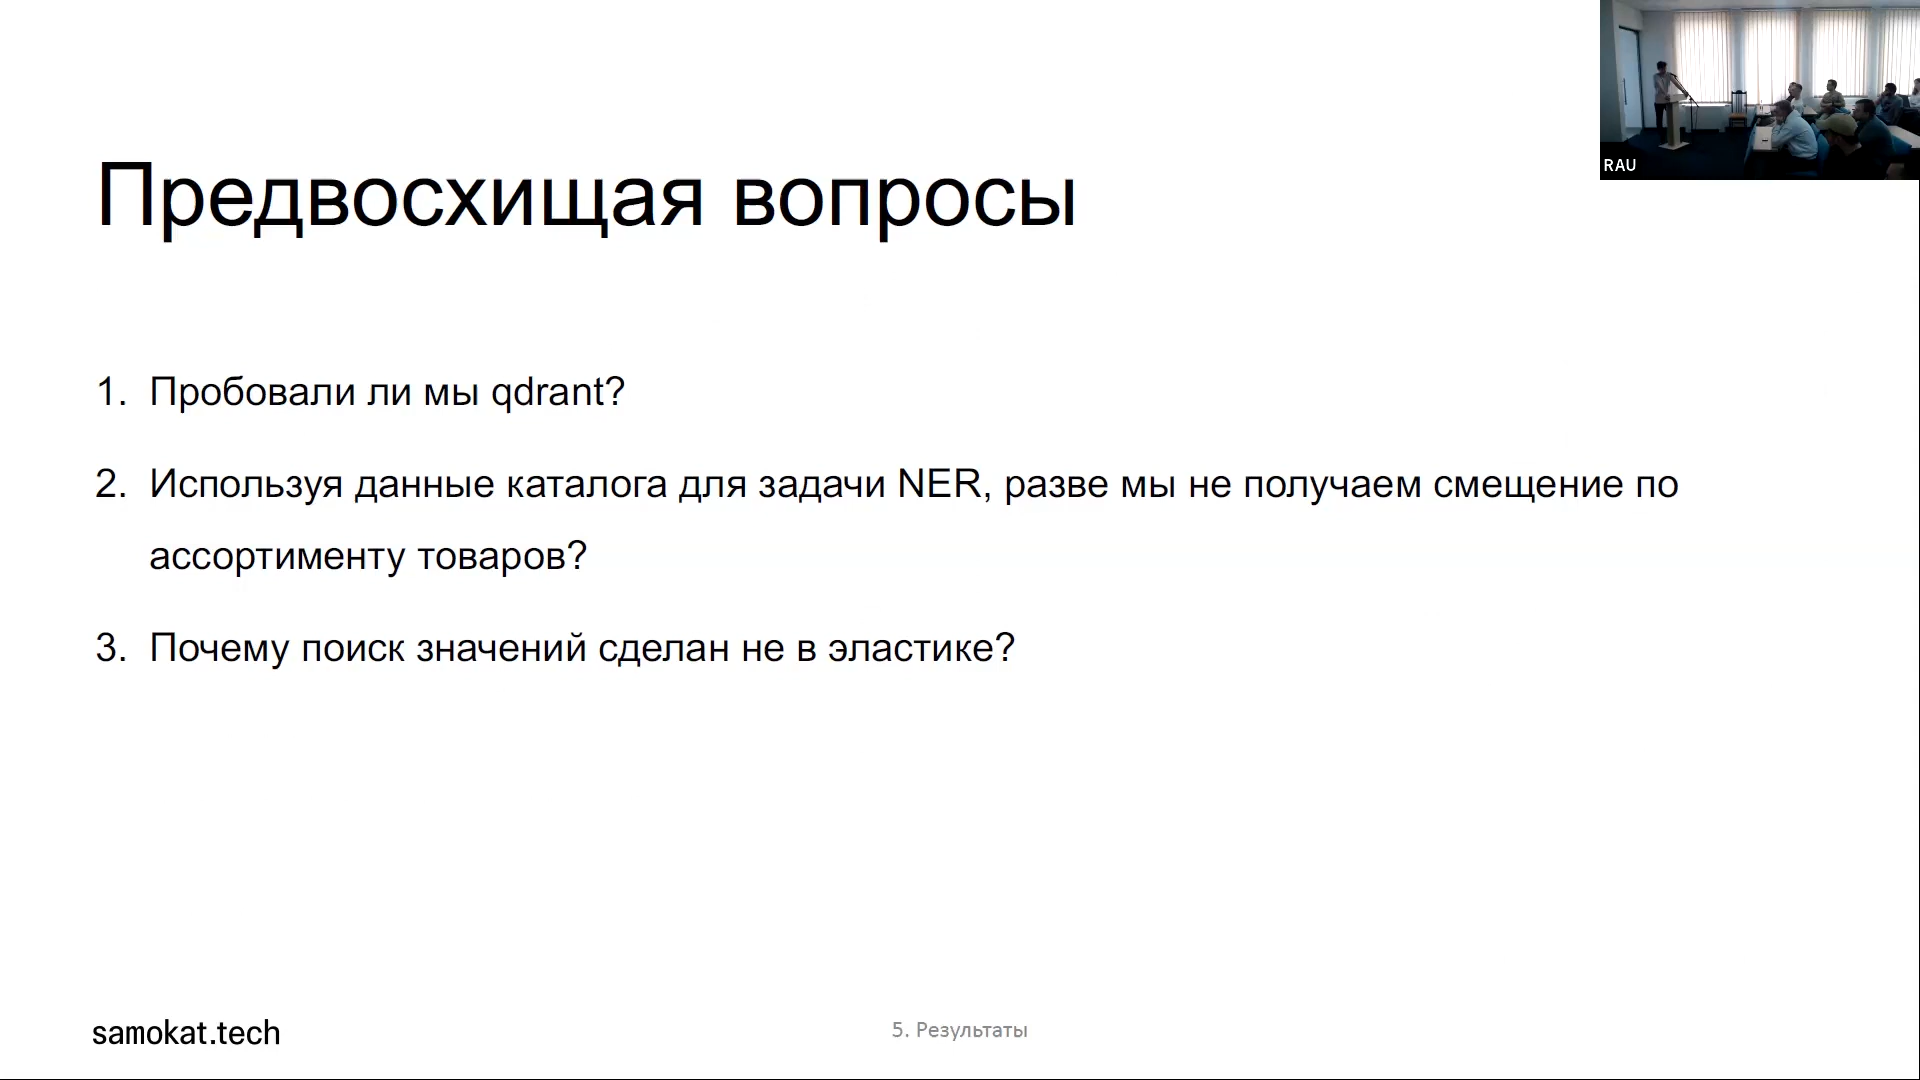 RAU
Предвосхищая вопросы
1. Пробовали ли мы qdrant?
2. Используя данные каталога для задачи NER, разве мы не получаем смещение по
ассортименту товаров?
3. Почему поиск значений сделан не в эластике?
samokat.tech
5. Результаты